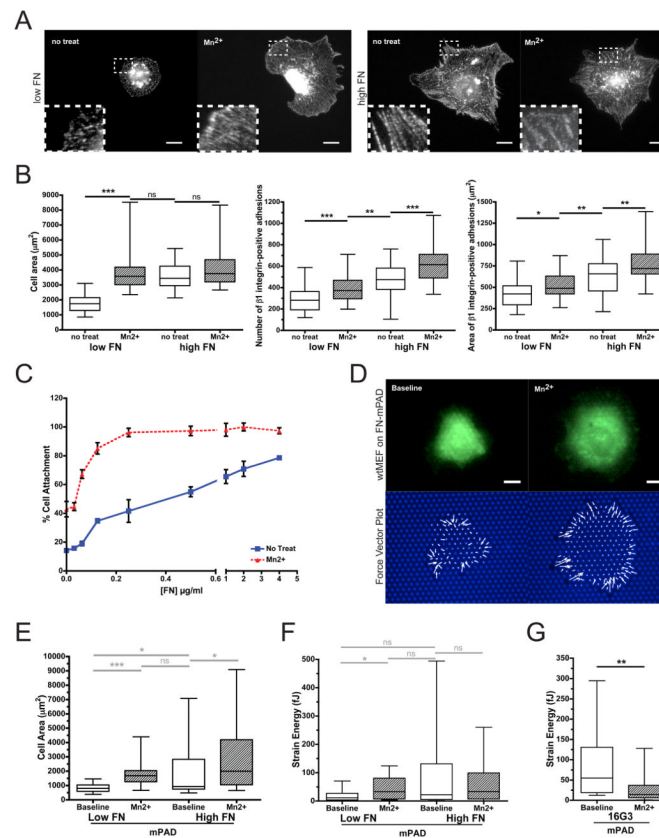 A
no treat
Mn2+
no treat
Mn2+
low FN
high FN
B
Cell area (μm2)
9000
8000
7000
6000
5000
4000
3000
2000
1000
0
***
ns
ns
no treat
Mn2+
no treat
Mn2+
low FN
high FN
Number of β1 integrin-positive adhesions
1200
1000
800
600
400
200
0
***
**
***
no treat
Mn2+
no treat
Mn2+
low FN
high FN
Area of β1 integrin-positive adhesions (μm2)
1500
1000
500
0
*
**
**
no treat
Mn2+
no treat
Mn2+
low FN
high FN
C
% Cell Attachment
120
100
80
60
40
20
0
0.0
0.2
0.4
0.6
1
2
3
4
5
[FN] μg/ml
No Treat
Mn2+
D
Baseline
Mn2+
wtMEF on FN-mPAD
Force Vector Plot
E
Cell Area (μm2)
10000
9000
8000
7000
6000
5000
4000
3000
2000
1000
0
*
***
ns
*
Baseline
Mn2+
Baseline
Mn2+
Low FN
High FN
mPAD
F
Strain Energy (fJ)
500
400
300
200
100
0
ns
*
ns
ns
Baseline
Mn2+
Baseline
Mn2+
Low FN
High FN
mPAD
G
Strain Energy (fJ)
350
300
250
200
150
100
50
0
**
Baseline
Mn2+
16G3
mPAD